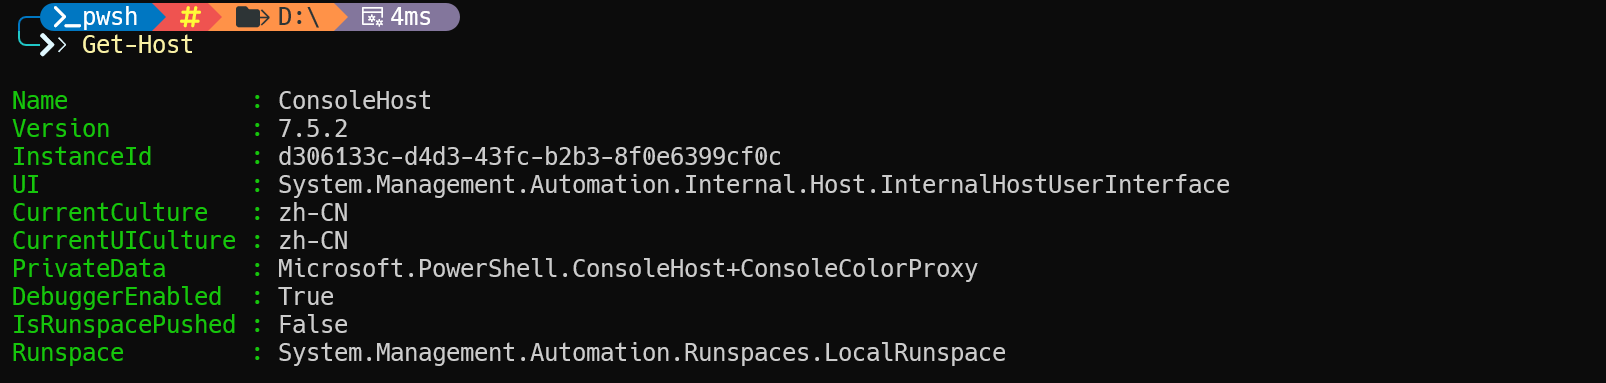 pwsh # D:\ 4ms
Get-Host
Name : ConsoleHost
Version : 7.5.2
InstanceId : d306133c-d4d3-43fc-b2b3-8f0e6399cf0c
UI : System.Management.Automation.Internal.Host.InternalHostUserInterface
CurrentCulture : zh-CN
CurrentUICulture : zh-CN
PrivateData : Microsoft.PowerShell.ConsoleHost+ConsoleColorProxy
DebuggerEnabled : True
IsRunspacePushed : False
Runspace : System.Management.Automation.Runspaces.LocalRunspace